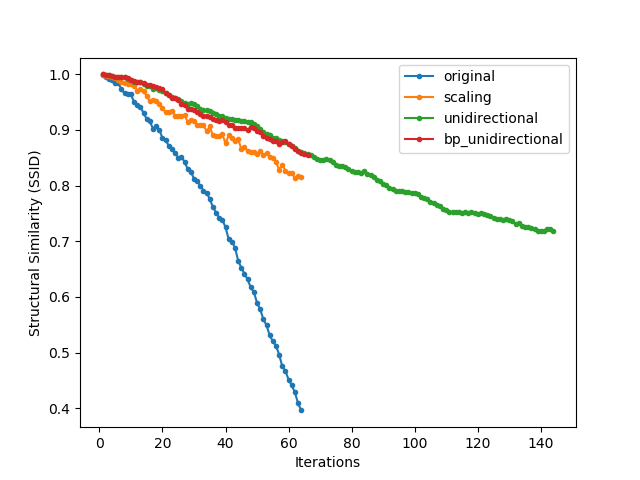 original
scaling
unidirectional
bp_unidirectional
Structural Similarity (SSID)
1.0
0.9
0.8
0.7
0.6
0.5
0.4
0 20 40 60 80 100 120 140
Iterations